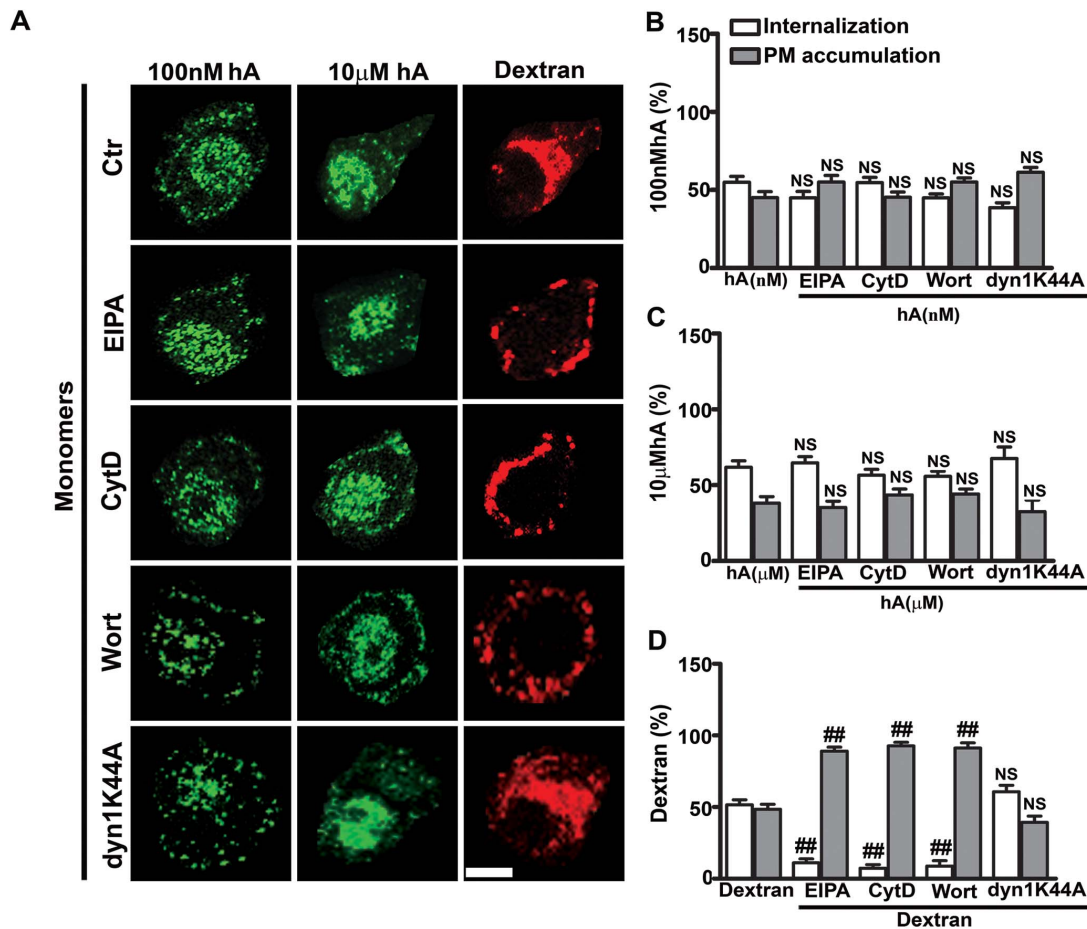 A
100nM hA 10μM hA Dextran
Monomers
Ctr
EIPA
CytD
Wort
dyn1K44A
B
Internalization
PM accumulation
100nMhA (%)
150
100
50
0
NS NS NS NS NS NS NS NS
hA(nM) EIPA CytD Wort dyn1K44A
hA(nM)
C
10μMhA (%)
150
100
50
0
NS NS NS NS NS NS NS NS
hA(μM) EIPA CytD Wort dyn1K44A
hA(μM)
D
Dextran (%)
150
100
50
0
## ## ## ## ## ## NS NS
Dextran EIPA CytD Wort dyn1K44A
Dextran